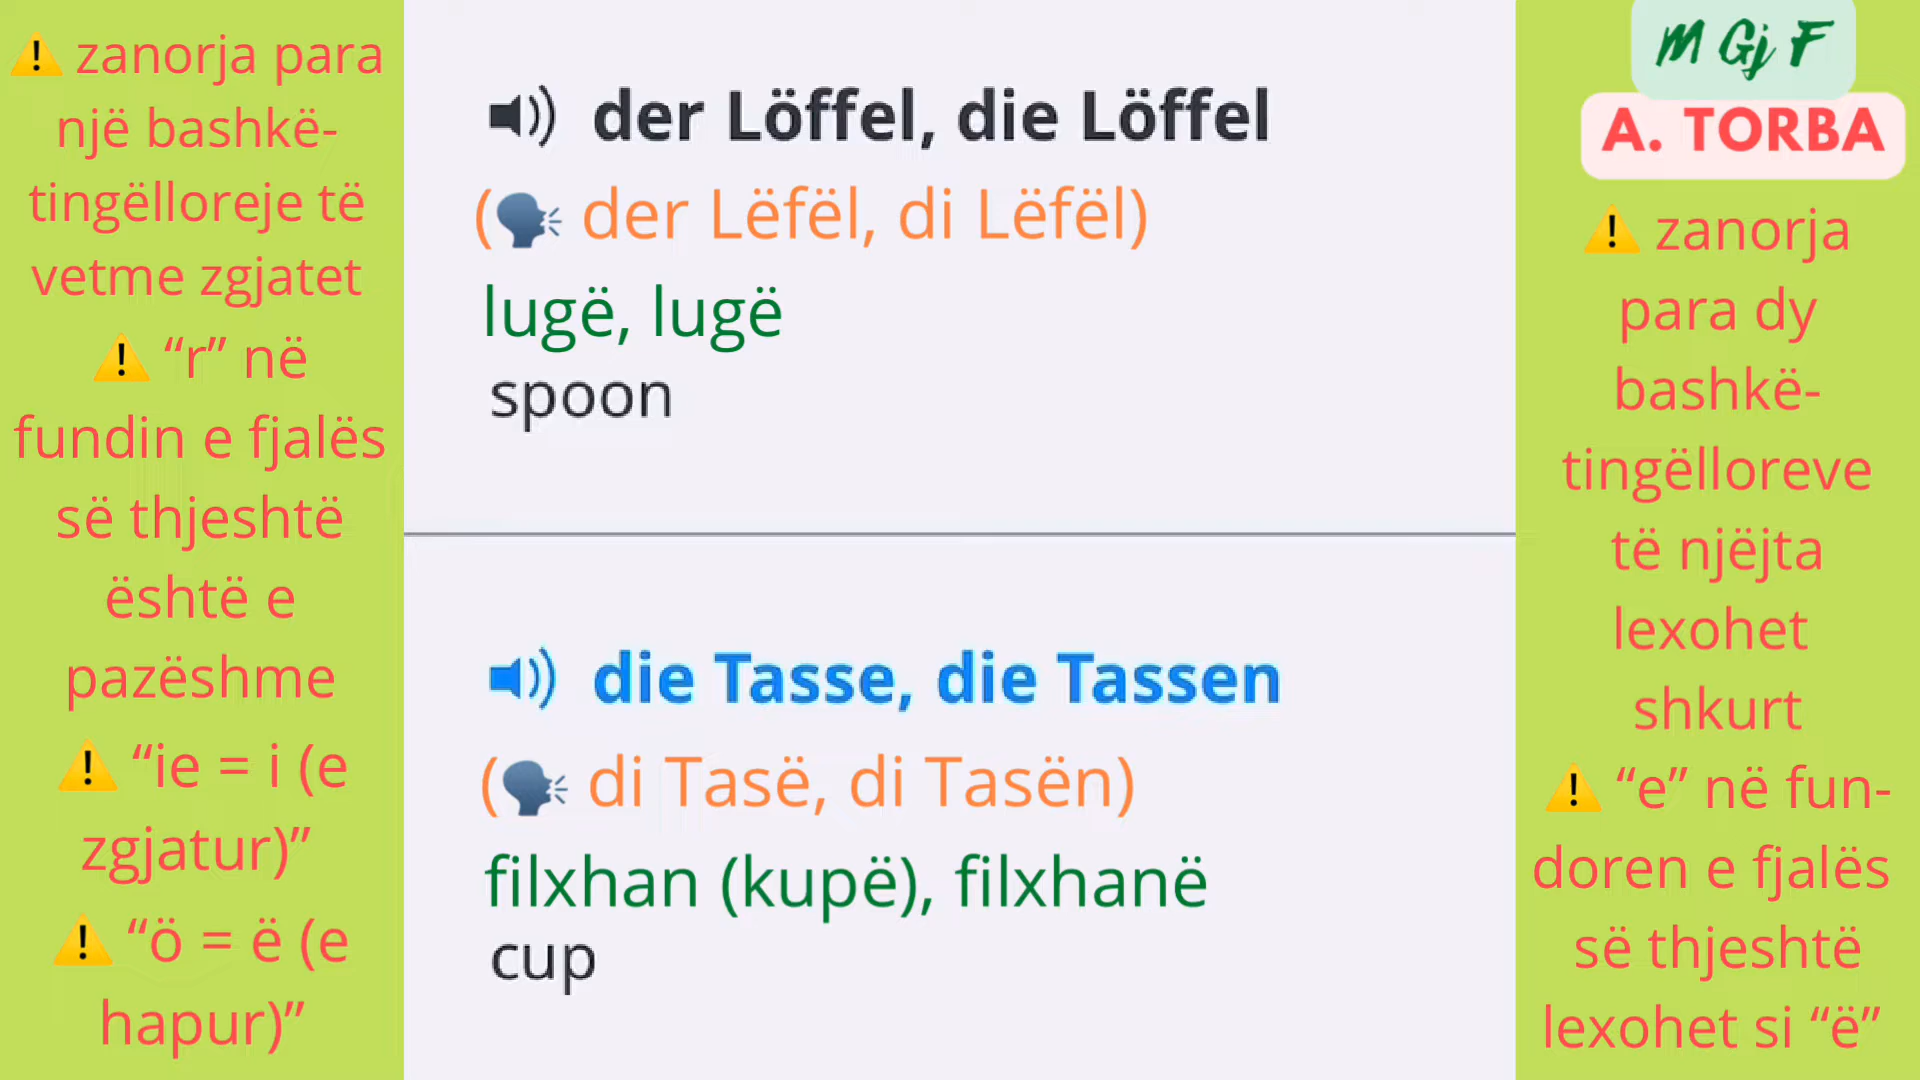 ⚠️ zanorja para
një bashkë-
tingëlloreje të
vetme zgjatet
⚠️ “r” në
fundin e fjalës
së thjeshtë
është e
pazëshme
⚠️ “ie = i (e
zgjatur)”
⚠️ “ö = ë (e
hapur)”
der Löffel, die Löffel
(🗣️ der Lëfël, di Lëfël)
lugë, lugë
spoon
die Tasse, die Tassen
(🗣️ di Tasë, di Tasën)
filxhan (kupë), filxhanë
cup
M Gj F
A. TORBA
⚠️ zanorja
para dy
bashkë-
tingëlloreve
të njëjta
lexohet
shkurt
⚠️ “e” në fun-
doren e fjalës
së thjeshtë
lexohet si “ë”